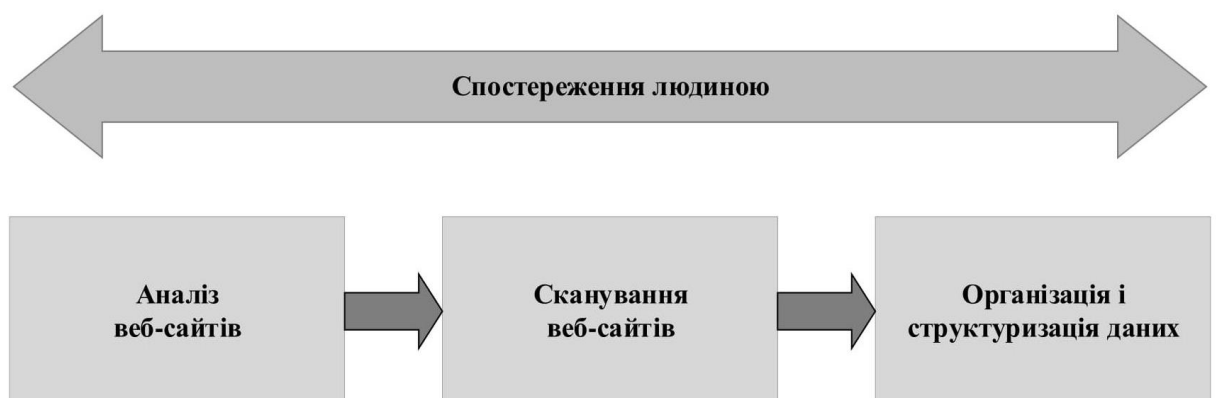 Спостереження людиною
Аналіз
веб-сайтів
Сканування
веб-сайтів
Організація і
структуризація даних